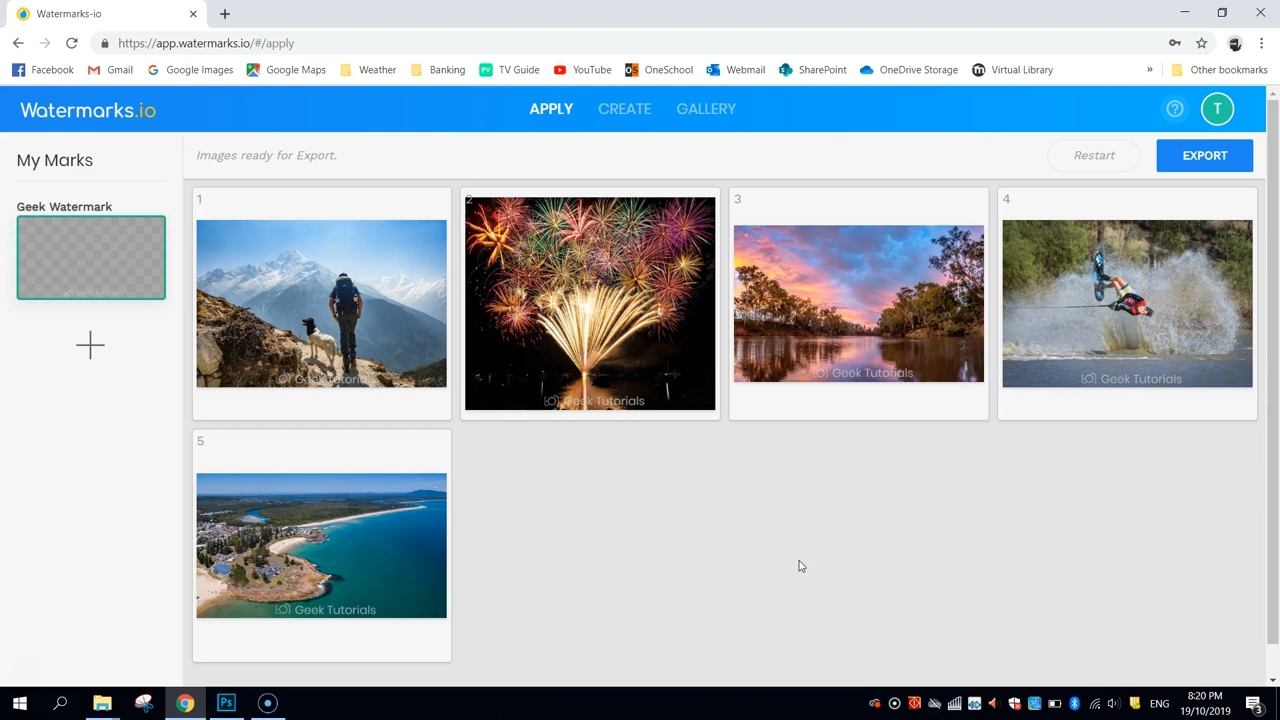 Watermarks-io
https://app.watermarks.io/#/apply
Facebook
Gmail
Google Images
Google Maps
Weather
Banking
TV Guide
YouTube
OneSchool
Webmail
SharePoint
OneDrive Storage
Virtual Library
»
Other bookmarks
Watermarks.io
APPLY
CREATE
GALLERY
T
My Marks
Images ready for Export.
Restart
EXPORT
Geek Watermark
1
2
3
4
Geek Tutorials
Geek Tutorials
Geek Tutorials
Geek Tutorials
5
Geek Tutorials
Ps
ENG
8:20 PM
19/10/2019
3